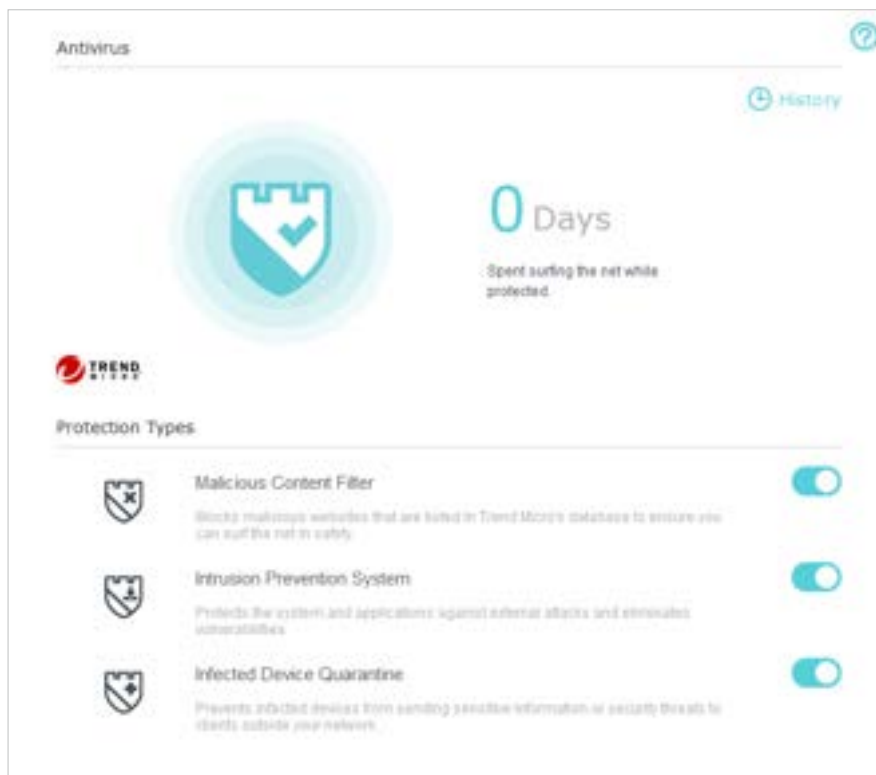 Antivirus
History
0 Days
Spent surfing the net while
protected.
TREND
MICRO
Protection Types
Malicious Content Filter
Blocks malicious websites that are listed in Trend Micro's database to ensure you
can surf the net in safety.
Intrusion Prevention System
Protects the system and applications against external attacks and eliminates
vulnerabilities.
Infected Device Quarantine
Prevents infected devices from sending sensitive information or security threats to
clients outside your network.